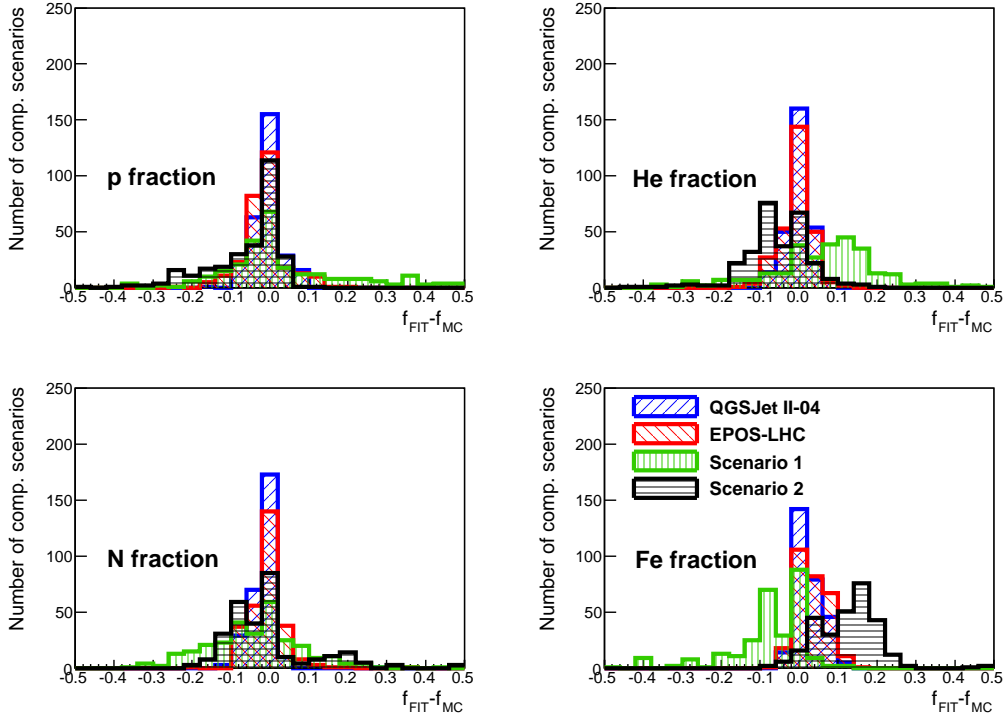 Number of comp. scenarios
250
200
150
100
50
0
p fraction
-0.5 -0.4 -0.3 -0.2 -0.1 0.0 0.1 0.2 0.3 0.4 0.5
fFIT-fMC
Number of comp. scenarios
250
200
150
100
50
0
He fraction
-0.5 -0.4 -0.3 -0.2 -0.1 0.0 0.1 0.2 0.3 0.4 0.5
fFIT-fMC
Number of comp. scenarios
250
200
150
100
50
0
N fraction
-0.5 -0.4 -0.3 -0.2 -0.1 0.0 0.1 0.2 0.3 0.4 0.5
fFIT-fMC
Number of comp. scenarios
250
200
150
100
50
0
QGSJet II-04
EPOS-LHC
Scenario 1
Scenario 2
Fe fraction
-0.5 -0.4 -0.3 -0.2 -0.1 0.0 0.1 0.2 0.3 0.4 0.5
fFIT-fMC